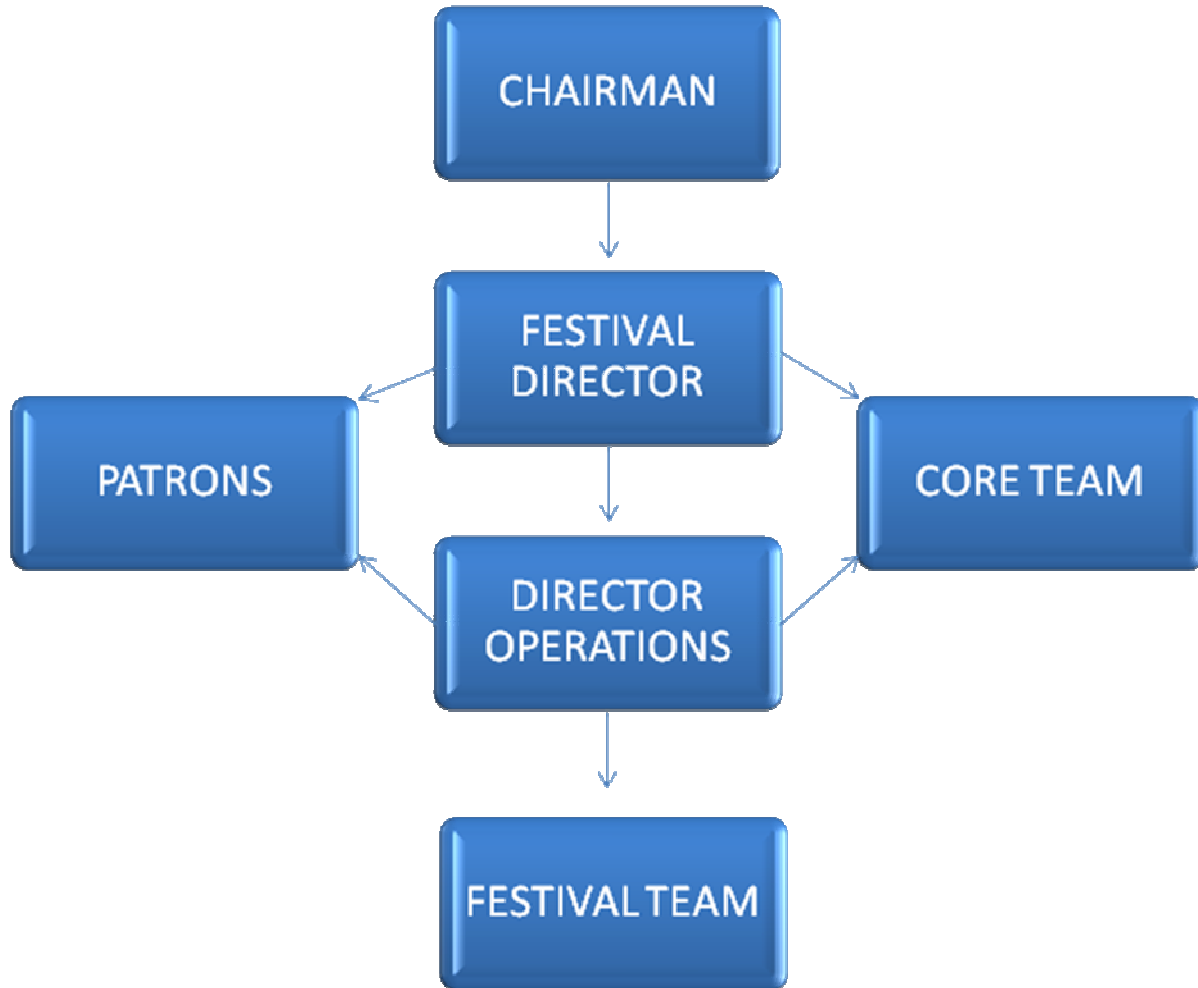 CHAIRMAN
FESTIVAL
DIRECTOR
PATRONS
CORE TEAM
DIRECTOR
OPERATIONS
FESTIVAL TEAM